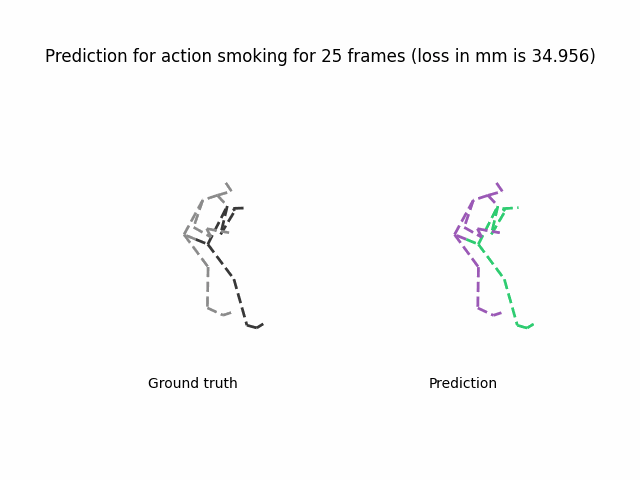 Prediction for action smoking for 25 frames (loss in mm is 34.956)
Ground truth
Prediction